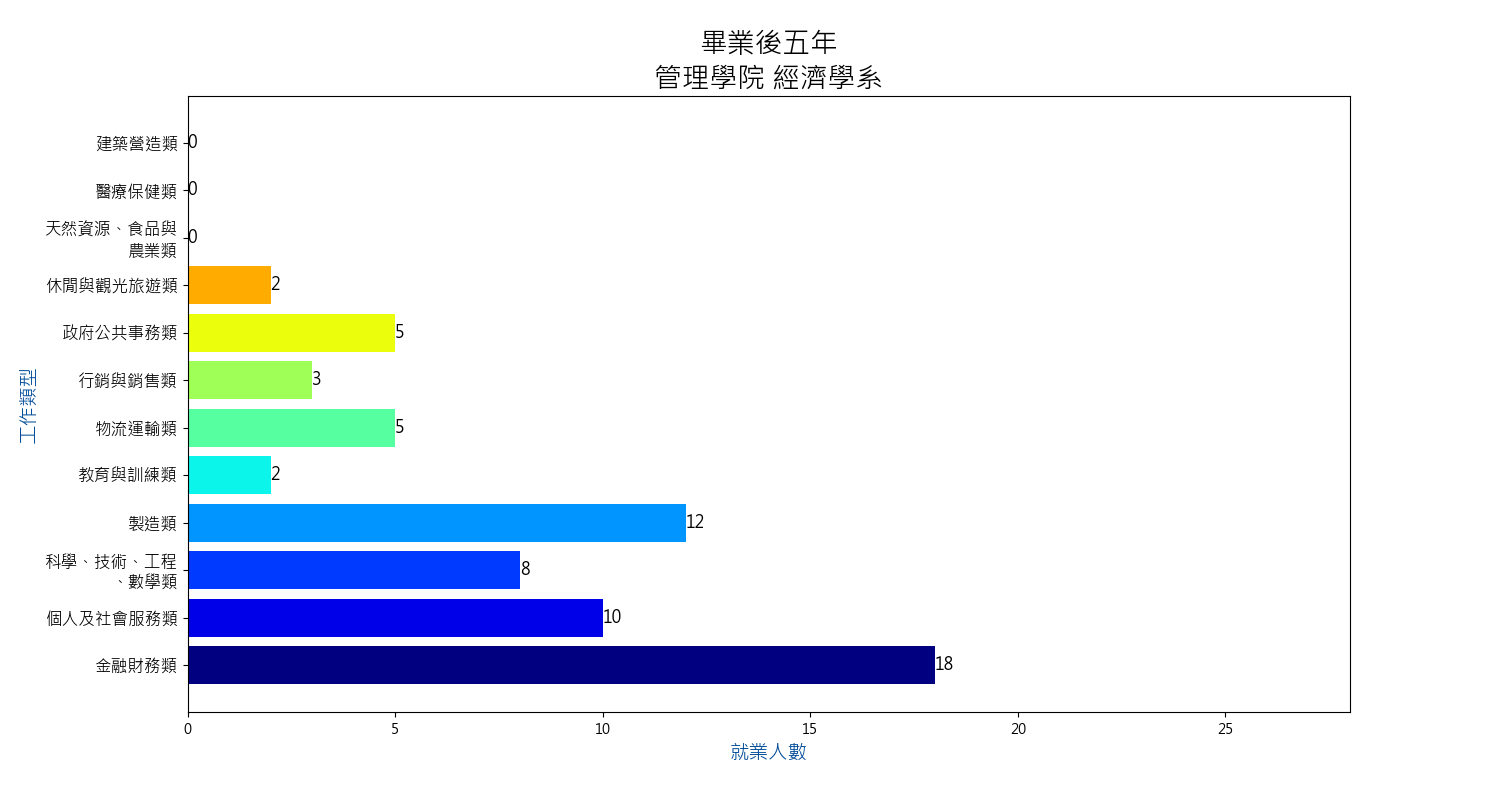 畢業後五年
管理學院 經濟學系
建築營造類
0
醫療保健類
0
天然資源、食品與
農業類
0
休閒與觀光旅遊類
2
政府公共事務類
5
行銷與銷售類
3
物流運輸類
5
教育與訓練類
2
製造類
12
科學、技術、工程
、數學類
8
個人及社會服務類
10
金融財務類
18
工作類型
0 5 10 15 20 25
就業人數